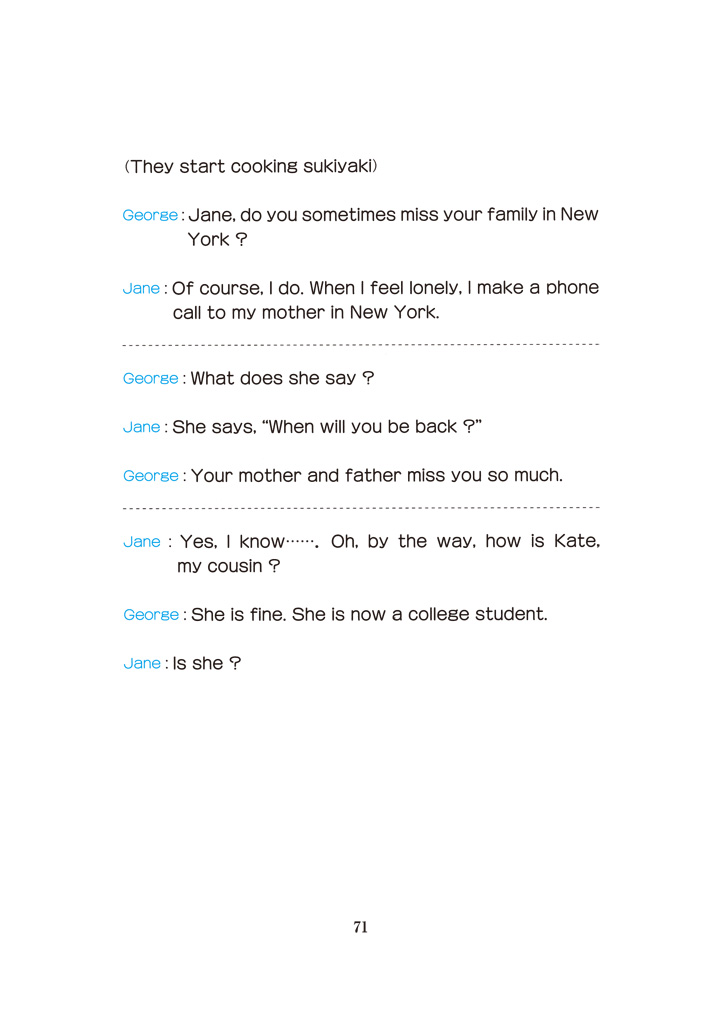 (They start cooking sukiyaki)
George : Jane, do you sometimes miss your family in New
York ?
Jane : Of course, I do. When I feel lonely, I make a phone
call to my mother in New York.
George : What does she say ?
Jane : She says, “When will you be back ?”
George : Your mother and father miss you so much.
Jane : Yes, I know……. Oh, by the way, how is Kate,
my cousin ?
George : She is fine. She is now a college student.
Jane : Is she ?
71